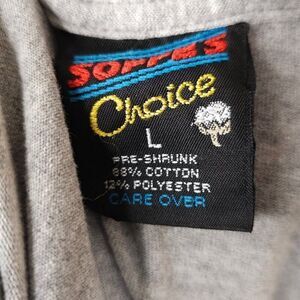 SOFFE'S
Choice
L
PRE-SHRUNK
88% COTTON
12% POLYESTER
CARE OVER